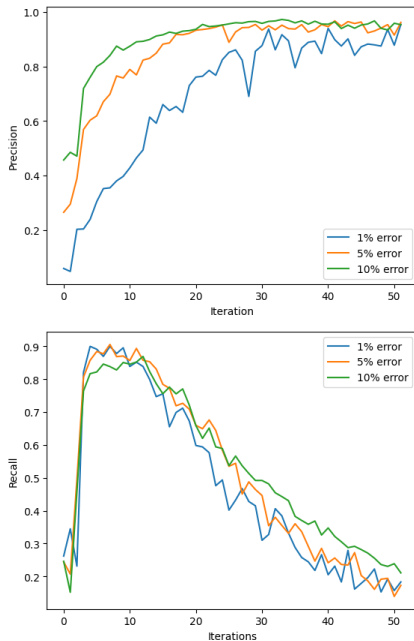 1.0
0.8
0.6
0.4
0.2
Precision
0 10 20 30 40 50
Iteration
1% error
5% error
10% error
0.9
0.8
0.7
0.6
0.5
0.4
0.3
0.2
Recall
0 10 20 30 40 50
Iterations
1% error
5% error
10% error